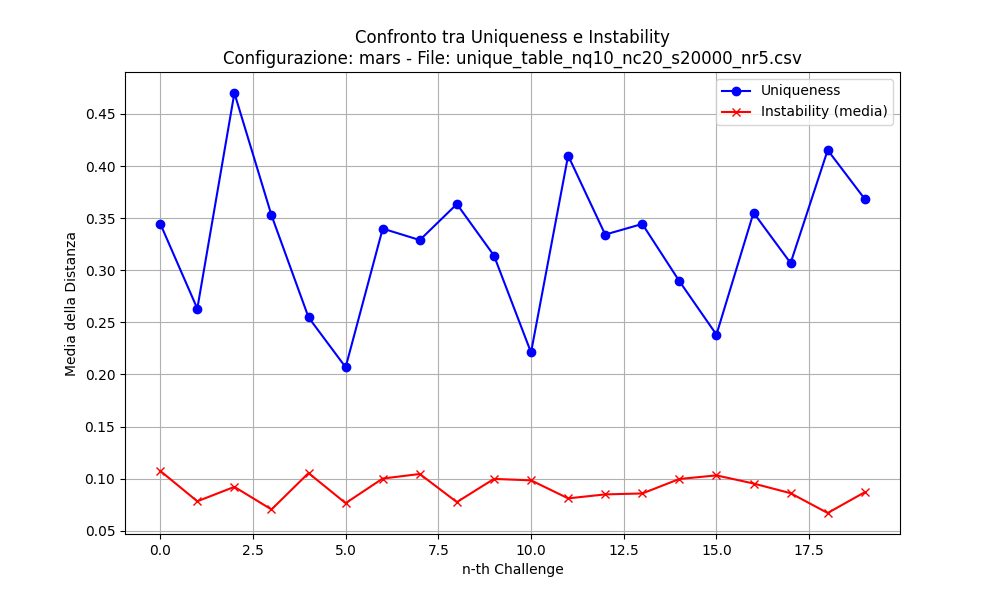 Confronto tra Uniqueness e Instability
Configurazione: mars - File: unique_table_nq10_nc20_s20000_nr5.csv
Uniqueness
Instability (media)
Media della Distanza
0.45
0.40
0.35
0.30
0.25
0.20
0.15
0.10
0.05
0.0 2.5 5.0 7.5 10.0 12.5 15.0 17.5
n-th Challenge